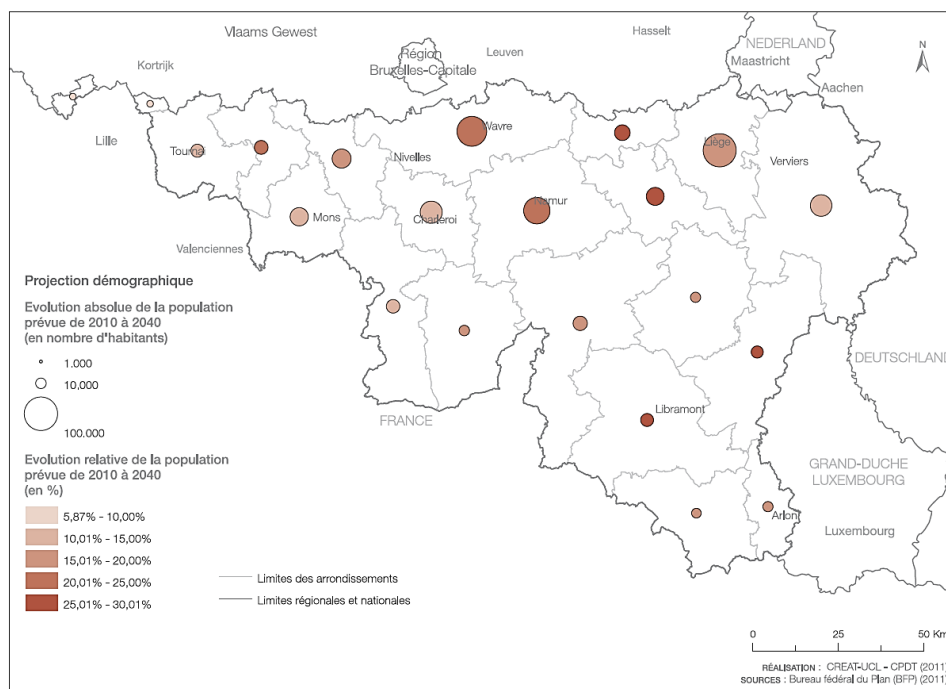 Vlaams Gewest
Hasselt
NEDERLAND
N
Région
Bruxelles-Capitale
Leuven
Maastricht
Kortrijk
Aachen
Lille
Wavre
Tournai
Nivelles
Liège
Verviers
Mons
Charleroi
Namur
Valenciennes
Projection démographique
Evolution absolue de la population
prévue de 2010 à 2040
(en nombre d'habitants)
1.000
10,000
100.000
DEUTSCHLAND
FRANCE
Libramont
Evolution relative de la population
prévue de 2010 à 2040
(en %)
GRAND-DUCHE
LUXEMBOURG
Arlon
Luxembourg
5,87% - 10,00%
10,01% - 15,00%
15,01% - 20,00%
20,01% - 25,00%
25,01% - 30,01%
Limites des arrondissements
Limites régionales et nationales
0 25 50 Km
RÉALISATION : CREAT-UCL - CPDT (2011)
SOURCES : Bureau fédéral du Plan (BFP) (2011)